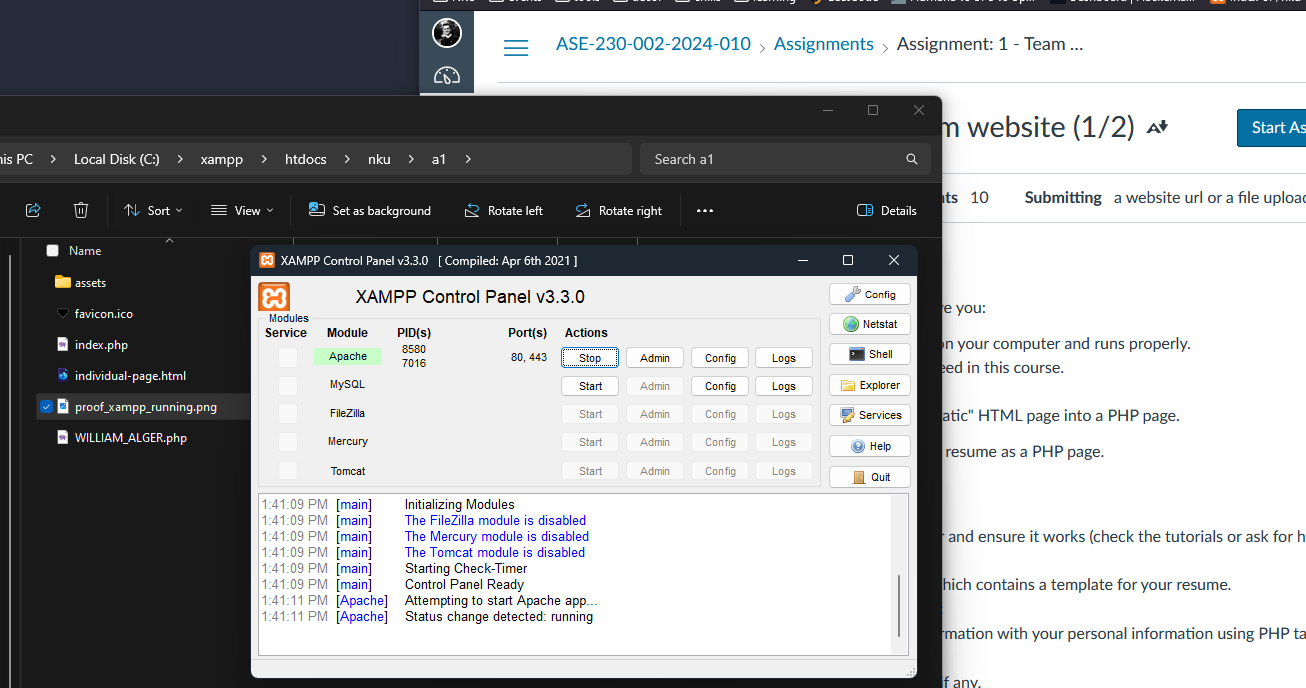 ASE-230-002-2024-010 > Assignments > Assignment: 1 - Team ...
m website (1/2)
Start As
10 Submitting a website url or a file upload
ve you:
on your computer and runs properly.
eed in this course.
atic" HTML page into a PHP page.
resume as a PHP page.
and ensure it works (check the tutorials or ask for h
hich contains a template for your resume.
rmation with your personal information using PHP ta
if any.
his PC > Local Disk (C:) > xampp > htdocs > nku > a1 >
Search a1
Sort
View
Set as background
Rotate left
Rotate right
...
Details
Name
assets
favicon.ico
index.php
individual-page.html
proof_xampp_running.png
WILLIAM_ALGER.php
XAMPP Control Panel v3.3.0 [ Compiled: Apr 6th 2021 ]
XAMPP Control Panel v3.3.0
Modules
Service Module PID(s) Port(s) Actions
Apache 8580
7016 80, 443 Stop Admin Config Logs
MySQL Start Admin Config Logs
FileZilla Start Admin Config Logs
Mercury Start Admin Config Logs
Tomcat Start Admin Config Logs
Config
Netstat
Shell
Explorer
Services
Help
Quit
1:41:09 PM [main] Initializing Modules
1:41:09 PM [main] The FileZilla module is disabled
1:41:09 PM [main] The Mercury module is disabled
1:41:09 PM [main] The Tomcat module is disabled
1:41:09 PM [main] Starting Check-Timer
1:41:09 PM [main] Control Panel Ready
1:41:11 PM [Apache] Attempting to start Apache app...
1:41:11 PM [Apache] Status change detected: running